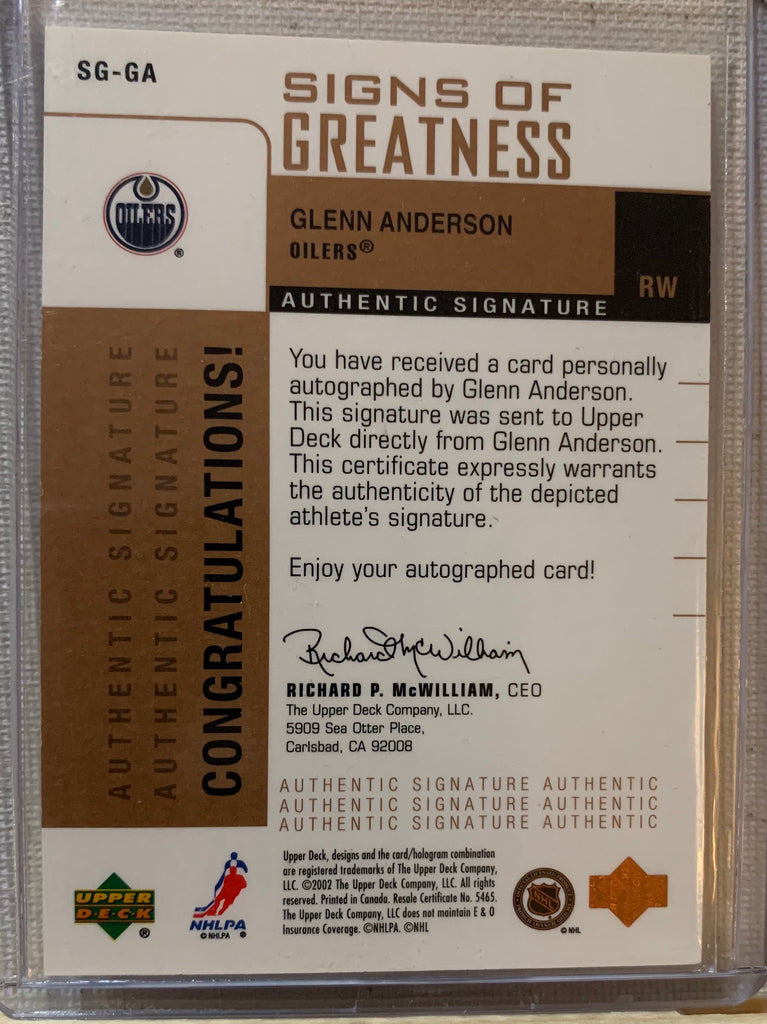 SG-GA
SIGNS OF
GREATNESS
OILERS
®
GLENN ANDERSON
OILERS®
RW
AUTHENTIC SIGNATURE
AUTHENTIC SIGNATURE
AUTHENTIC SIGNATURE
CONGRATULATIONS!
You have received a card personally
autographed by Glenn Anderson.
This signature was sent to Upper
Deck directly from Glenn Anderson.
This certificate expressly warrants
the authenticity of the depicted
athlete's signature.
Enjoy your autographed card!
Richard McWilliam
RICHARD P. McWILLIAM, CEO
The Upper Deck Company, LLC.
5909 Sea Otter Place,
Carlsbad, CA 92008
AUTHENTIC SIGNATURE AUTHENTIC
AUTHENTIC SIGNATURE AUTHENTIC
AUTHENTIC SIGNATURE AUTHENTIC
UPPER
DECK
®
NHLPA
© NHLPA ®
Upper Deck, designs and the card/hologram combination
are registered trademarks of The Upper Deck Company,
LLC. ©2002 The Upper Deck Company, LLC. All rights
reserved. Printed in Canada. Resale Certificate No. 5465.
The Upper Deck Company, LLC does not maintain E & O
Insurance Coverage. ©NHLPA. ©NHL
NHL
© NHL